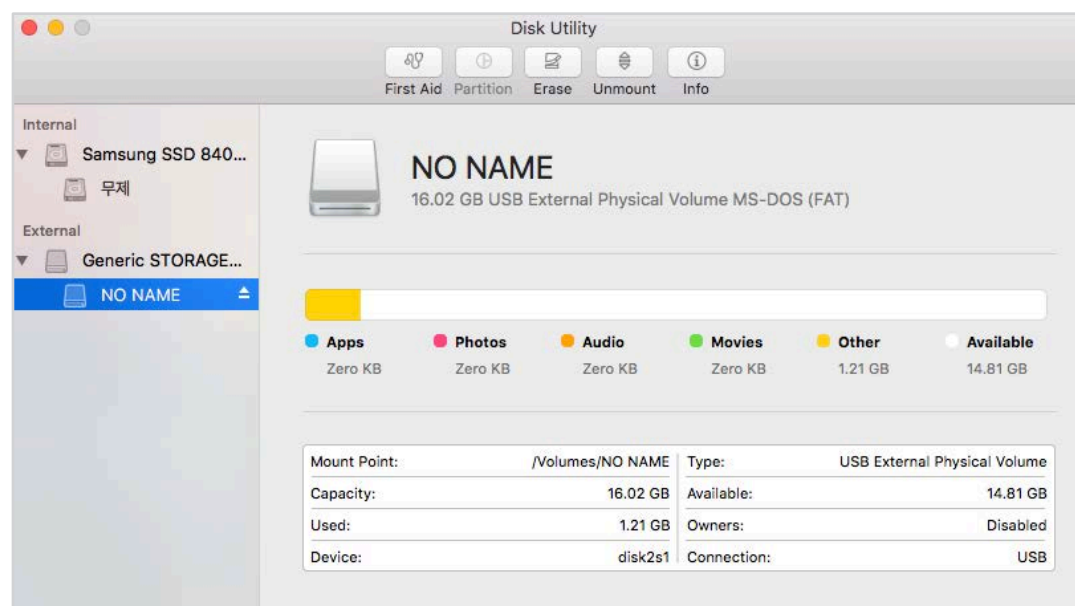 Disk Utility
First Aid Partition Erase Unmount Info
Internal
Samsung SSD 840...
무제
External
Generic STORAGE...
NO NAME
NO NAME
16.02 GB USB External Physical Volume MS-DOS (FAT)
Apps Photos Audio Movies Other Available
Zero KB Zero KB Zero KB Zero KB 1.21 GB 14.81 GB
Mount Point: /Volumes/NO NAME Type: USB External Physical Volume
Capacity: 16.02 GB Available: 14.81 GB
Used: 1.21 GB Owners: Disabled
Device: disk2s1 Connection: USB